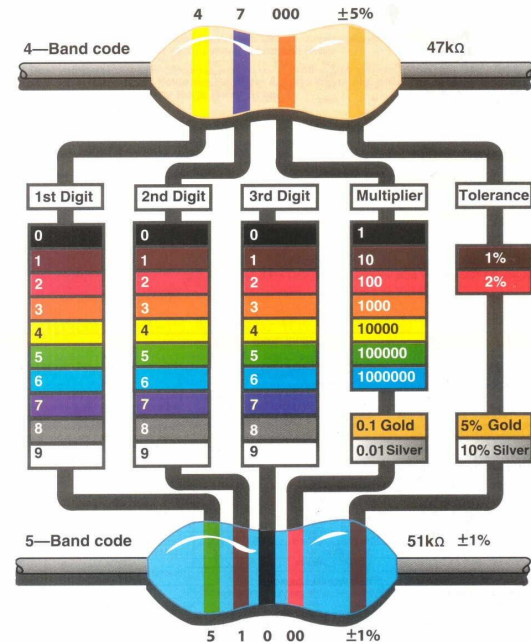 4 7 000 ±5%
4—Band code 47kΩ
1st Digit 2nd Digit 3rd Digit Multiplier Tolerance
0 0 0 1
1 1 1 10 1%
2 2 2 100 2%
3 3 3 1000
4 4 4 10000
5 5 5 100000
6 6 6 1000000
7 7 7
8 8 8 0.1 Gold 5% Gold
9 9 9 0.01 Silver 10% Silver
5—Band code 51kΩ ±1%
5 1 0 00 ±1%